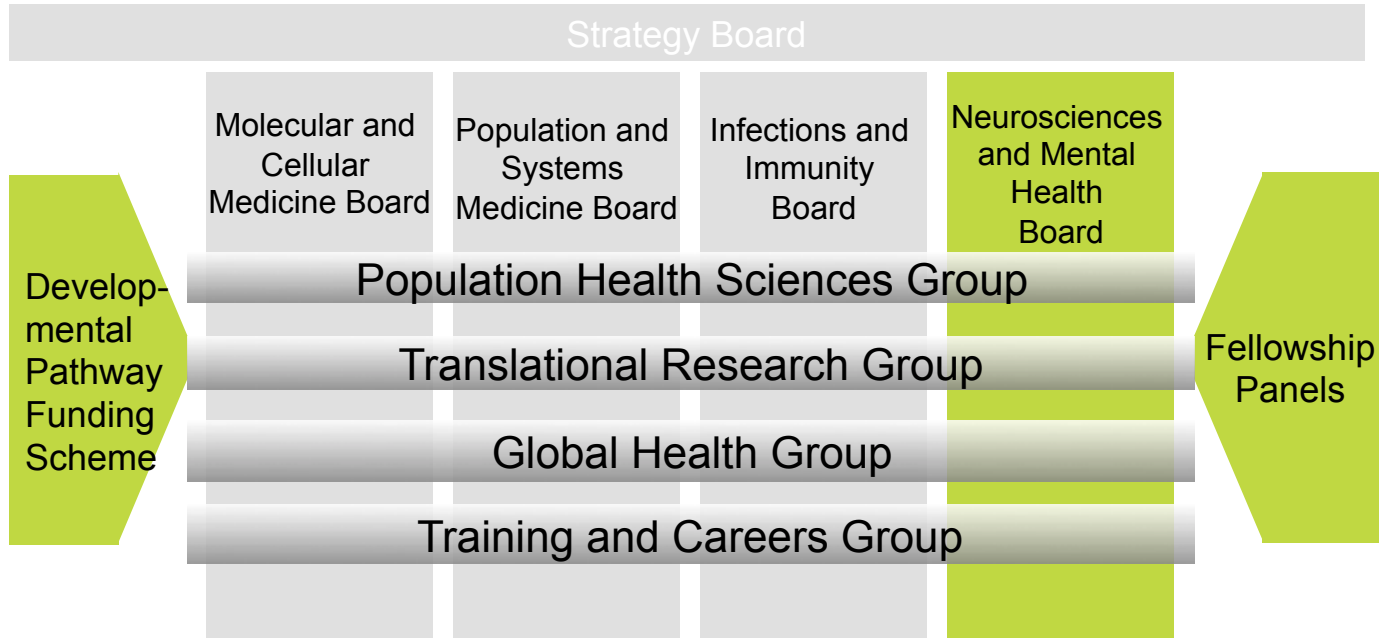 Strategy Board
Molecular and
Cellular
Medicine Board
Population and
Systems
Medicine Board
Infections and
Immunity
Board
Neurosciences
and Mental
Health
Board
Develop-
mental
Pathway
Funding
Scheme
Population Health Sciences Group
Translational Research Group
Global Health Group
Training and Careers Group
Fellowship
Panels